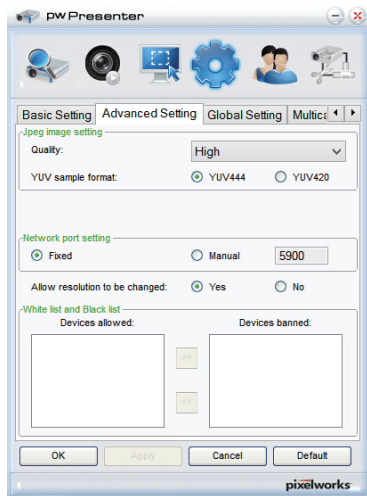 pwPresenter
Basic Setting Advanced Setting Global Setting Multica
Jpeg image setting
Quality: High
YUV sample format: YUV444 YUV420
Network port setting
Fixed Manual 5900
Allow resolution to be changed: Yes No
White list and Black list
Devices allowed: Devices banned:
>>
<<
OK Apply Cancel Default
pixelworks